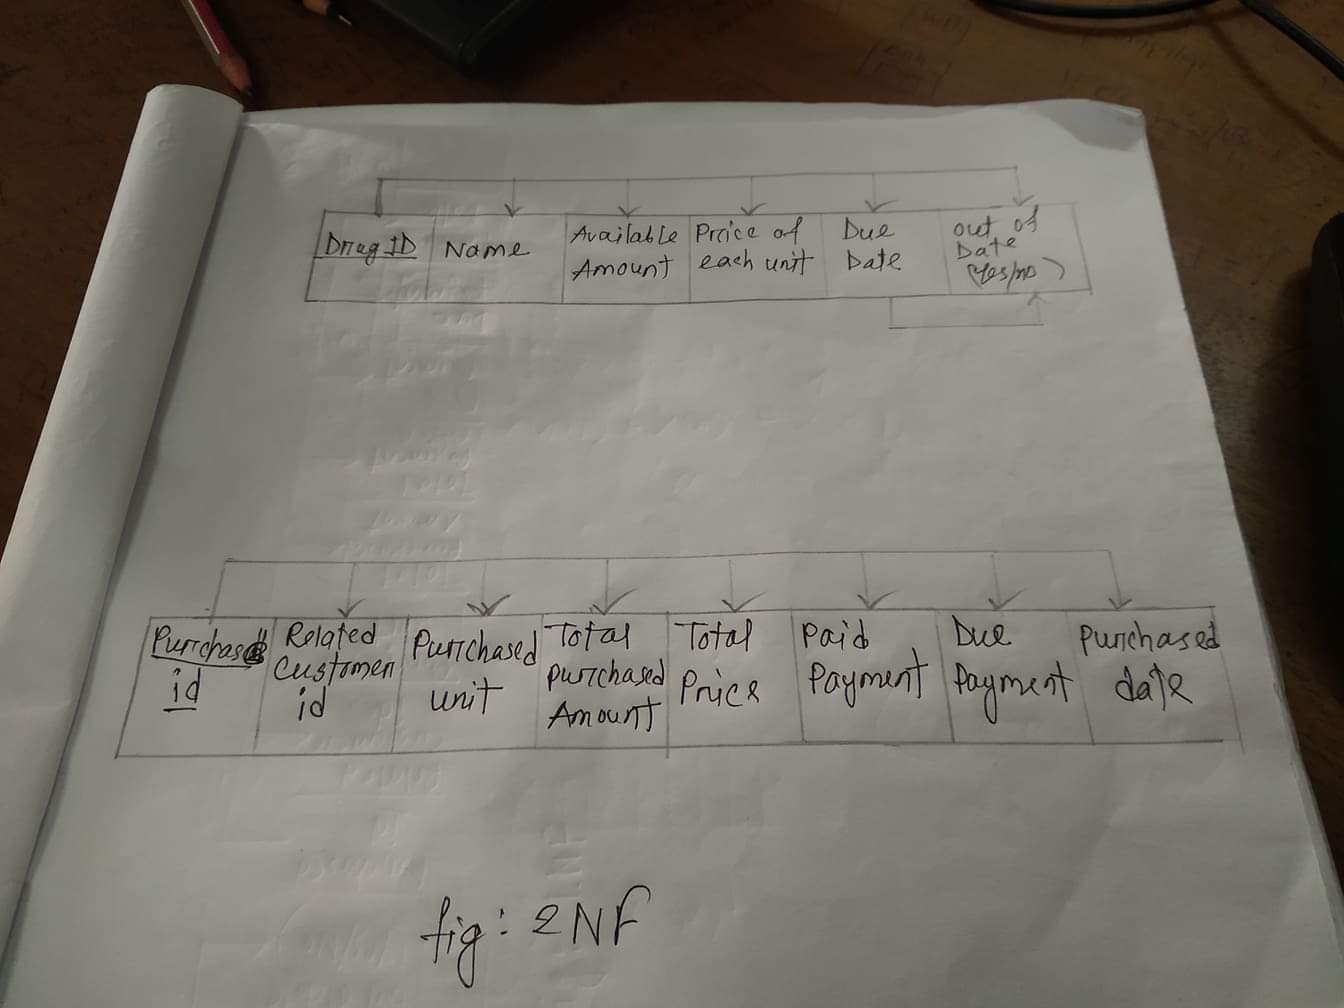 Drug ID
Name
Available
Amount
Price of
each unit
Due
Date
out of
Date
(Yes/no)
Purchased
id
Related
Customer
id
Purchased
unit
Total
purchased
Amount
Total
Price
Paid
Payment
Due
Payment
Purchased
date
fig: 2NF